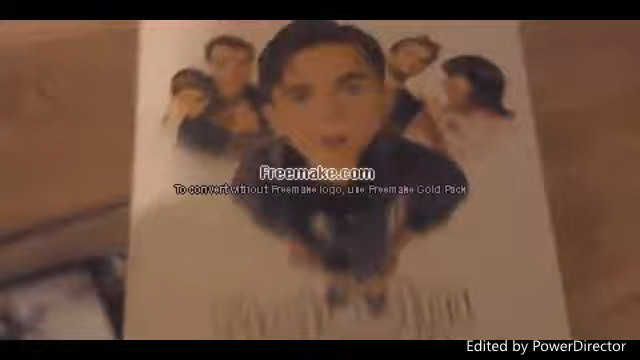 Freemake.com
To convert without Freemake logo, use Freemake Gold Pack
Edited by PowerDirector